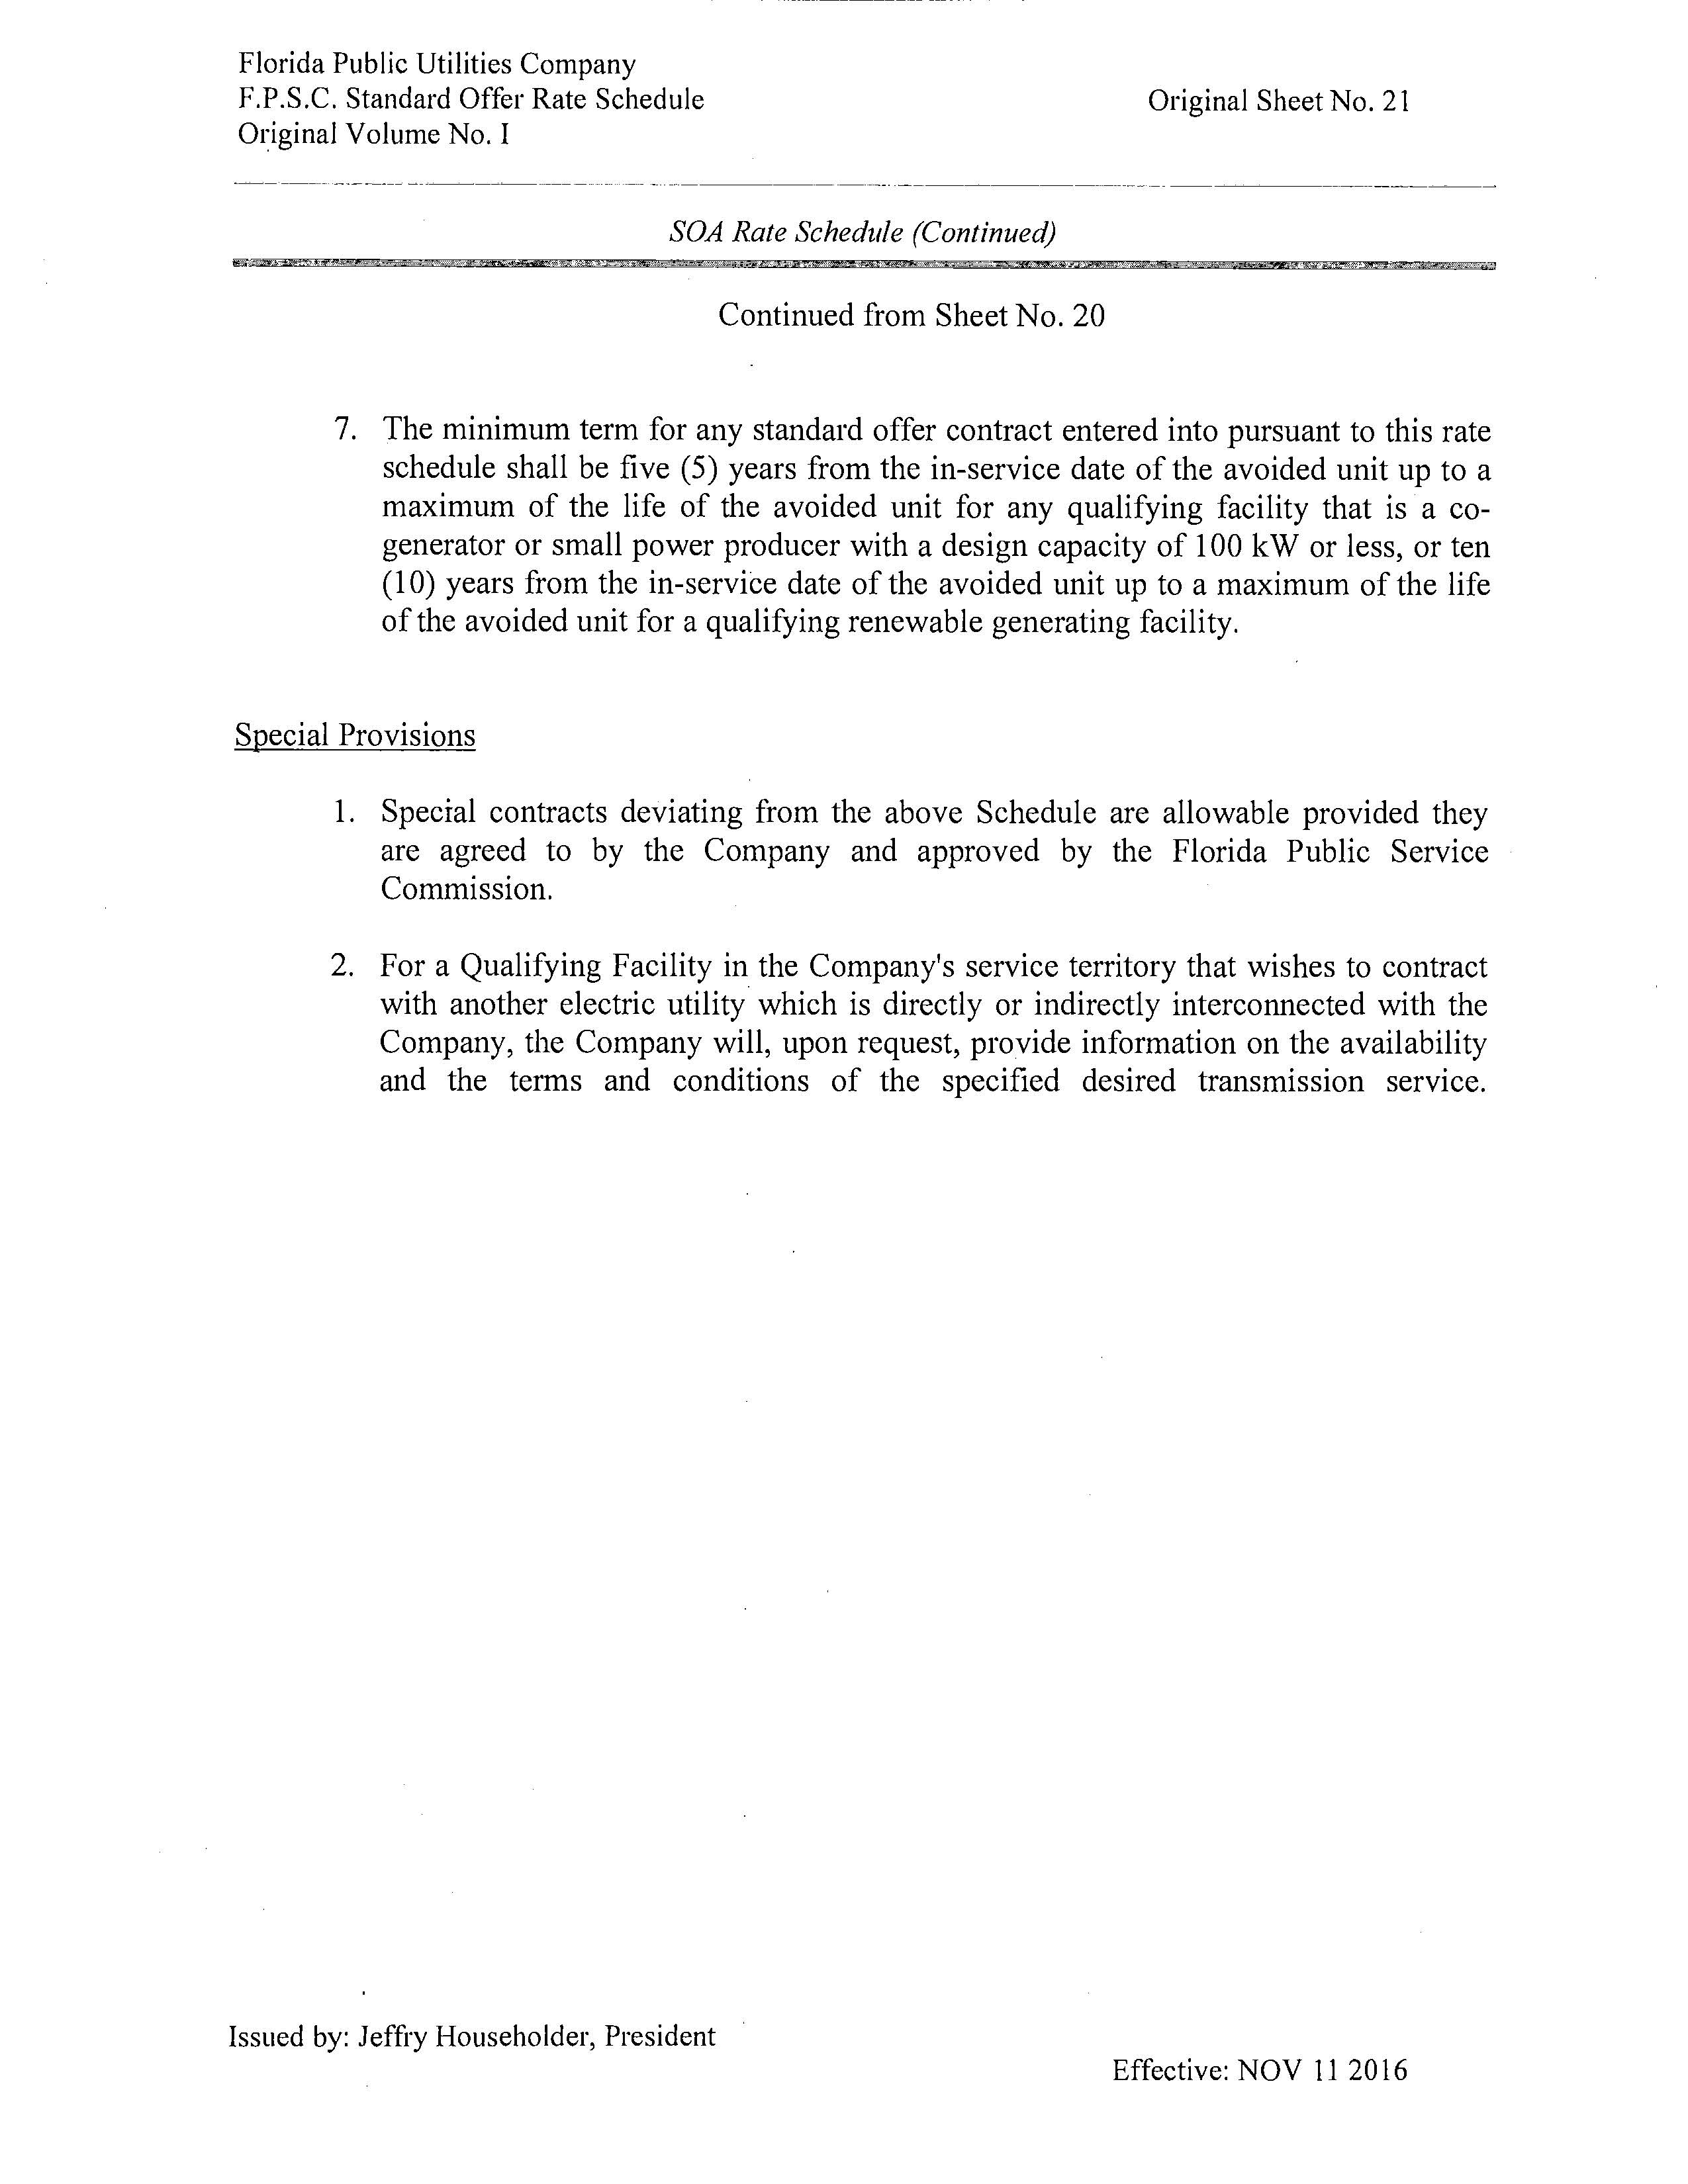 Florida Public Utilities Company
F.P.S.C. Standard Offer Rate Schedule
Original Sheet No. 21
Original Volume No. I
SOA Rate Schedule (Continued)
Continued from Sheet No. 20
7. The minimum term for any standard offer contract entered into pursuant to this rate
schedule shall be five (5) years from the in-service date of the avoided unit up to a
maximum of the life of the avoided unit for any qualifying facility that is a co-
generator or small power producer with a design capacity of 100 kW or less, or ten
(10) years from the in-service date of the avoided unit up to a maximum of the life
of the avoided unit for a qualifying renewable generating facility.
Special Provisions
1. Special contracts deviating from the above Schedule are allowable provided they
are agreed to by the Company and approved by the Florida Public Service
Commission.
2. For a Qualifying Facility in the Company's service territory that wishes to contract
with another electric utility which is directly or indirectly interconnected with the
Company, the Company will, upon request, provide information on the availability
and the terms and conditions of the specified desired transmission service.
Issued by: Jeffry Householder, President
Effective: NOV 11 2016